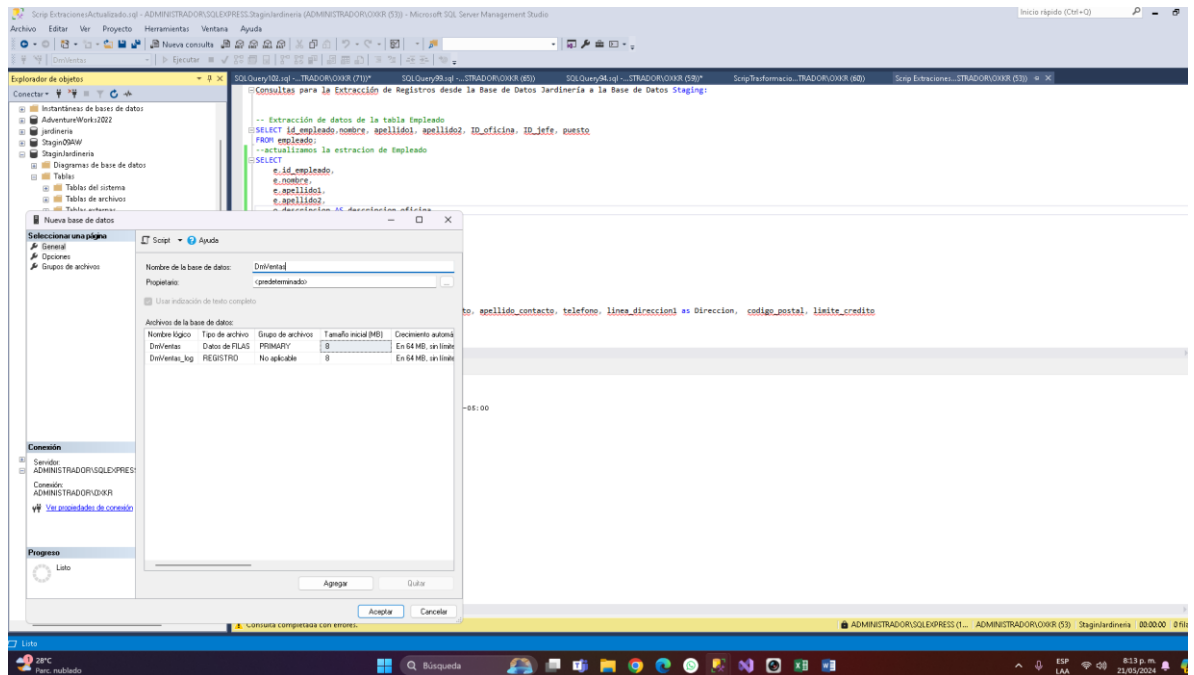 Scrip ExtracionesActualizado.sql - ADMINISTRADOR\SQLEXPRESS.StaginJardineria (ADMINISTRADOR\OXKR (53)) - Microsoft SQL Server Management Studio
Inicio rápido (Ctrl+Q)
Archivo Editar Ver Proyecto Herramientas Ventana Ayuda
Nueva consulta
DmVentas
Ejecutar
Explorador de objetos
SQLQuery102.sql -...TRADOR\OXKR (71))*
SQLQuery99.sql -...STRADOR\OXKR (65))
SQLQuery94.sql -...STRADOR\OXKR (59))*
ScripTrasformacio...TRADOR\OXKR (60))
Scrip Extraciones...STRADOR\OXKR (53))
Conectar
Instantáneas de bases de datos
AdventureWorks2022
jardineria
Stagin09AW
StaginJardineria
Diagramas de base de datos
Tablas
Tablas del sistema
Tablas de archivos
Tablas externas
Consultas para la Extracción de Registros desde la Base de Datos Jardinería a la Base de Datos Staging:
-- Extracción de datos de la tabla Empleado
SELECT id_empleado,nombre, apellido1, apellido2, ID_oficina, ID_jefe, puesto
FROM empleado;
--actualizamos la estracion de Empleado
SELECT
e.id_empleado,
e.nombre,
e.apellido1,
e.apellido2,
o.descripcion AS descripcion_oficina
to, apellido_contacto, telefono, linea_direccion1 as Direccion, codigo_postal, limite_credito
-05:00
Nueva base de datos
Seleccionar una página
General
Opciones
Grupos de archivos
Script Ayuda
Nombre de la base de datos: DmVentas
Propietario: <predeterminado>
...
Usar indización de texto completo
Archivos de la base de datos:
Nombre lógico Tipo de archivo Grupo de archivos Tamaño inicial (MB) Crecimiento automá
DmVentas Datos de FILAS PRIMARY 8 En 64 MB, sin límite
DmVentas_log REGISTRO No aplicable 8 En 64 MB, sin límite
Conexión
Servidor:
ADMINISTRADOR\SQLEXPRESS
Conexión:
ADMINISTRADOR\OXKR
Ver propiedades de conexión
Progreso
Listo
Agregar Quitar
Aceptar Cancelar
Consulta completada con errores.
ADMINISTRADOR\SQLEXPRESS (1... ADMINISTRADOR\OXKR (53) StaginJardineria 00:00:00 0 fila
Listo
28°C
Parc. nublado
Búsqueda
ESP
LAA
8:13 p. m.
21/05/2024